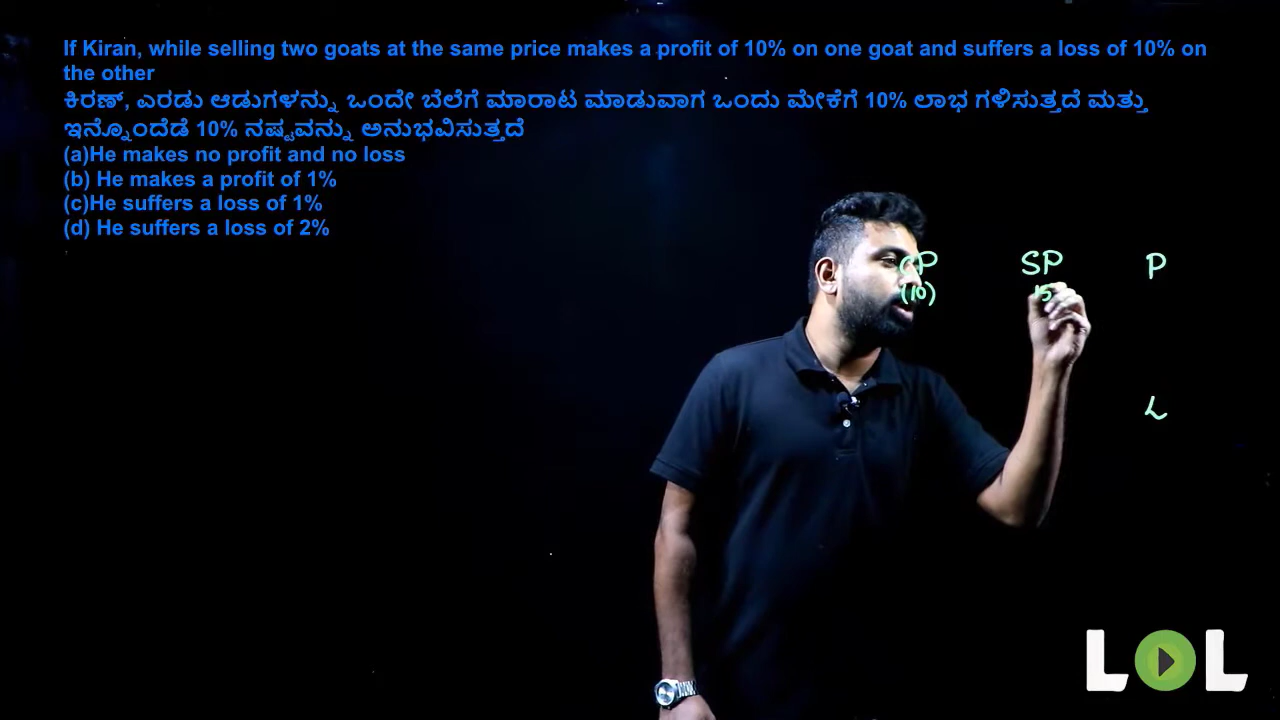 If Kiran, while selling two goats at the same price makes a profit of 10% on one goat and suffers a loss of 10% on
the other
ಕಿರಣ್, ಎರಡು ಆಡುಗಳನ್ನು ಒಂದೇ ಬೆಲೆಗೆ ಮಾರಾಟ ಮಾಡುವಾಗ ಒಂದು ಮೇಕೆಗೆ 10% ಲಾಭ ಗಳಿಸುತ್ತದೆ ಮತ್ತು
ಇನ್ನೊಂದೆಡೆ 10% ನಷ್ಟವನ್ನು ಅನುಭವಿಸುತ್ತದೆ
(a)He makes no profit and no loss
(b) He makes a profit of 1%
(c)He suffers a loss of 1%
(d) He suffers a loss of 2%
CP SP P
(10) 15
L
LOL